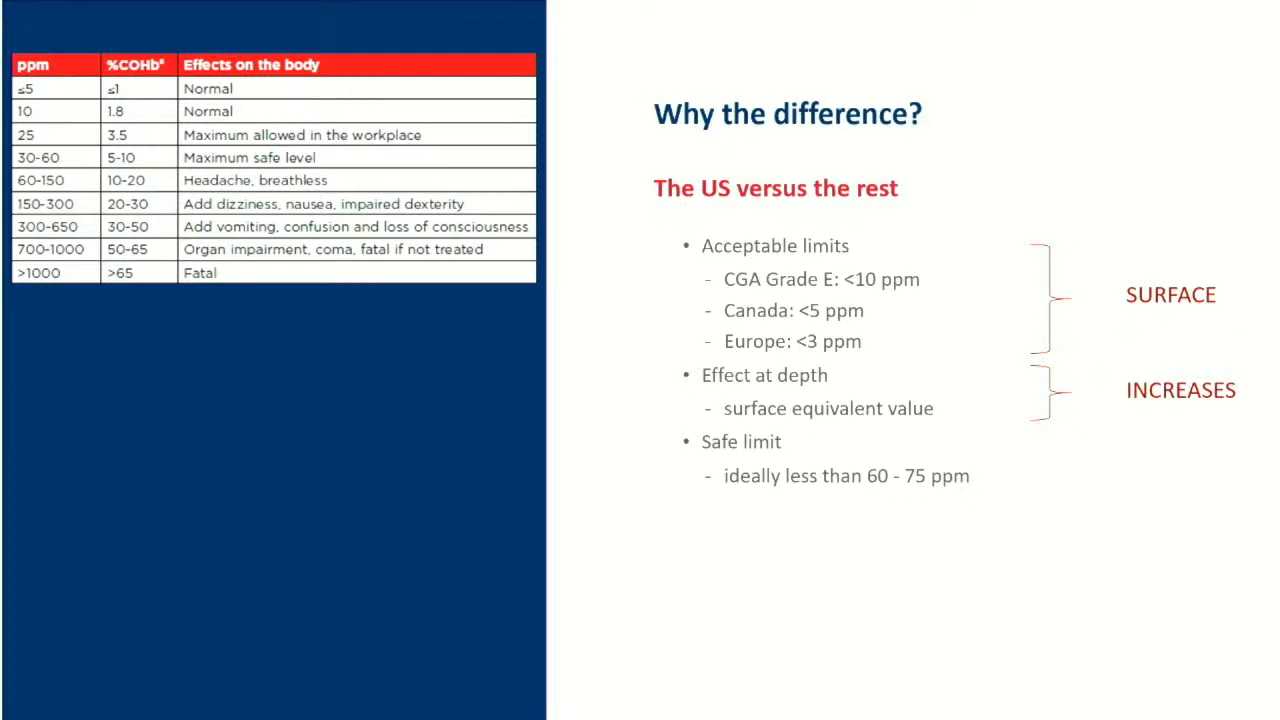 ppm %COHb⁶ Effects on the body
≤5 ≤1 Normal
10 1.8 Normal
25 3.5 Maximum allowed in the workplace
30-60 5-10 Maximum safe level
60-150 10-20 Headache, breathless
150-300 20-30 Add dizziness, nausea, impaired dexterity
300-650 30-50 Add vomiting, confusion and loss of consciousness
700-1000 50-65 Organ impairment, coma, fatal if not treated
>1000 >65 Fatal
Why the difference?
The US versus the rest
• Acceptable limits
- CGA Grade E: <10 ppm
- Canada: <5 ppm
- Europe: <3 ppm
SURFACE
• Effect at depth
- surface equivalent value
INCREASES
• Safe limit
- ideally less than 60 - 75 ppm